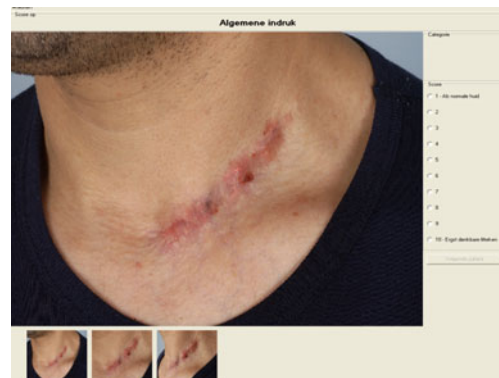 Score op
Algemene indruk
Categorie
Score
1 - Als normale huid
2
3
4
5
6
7
8
9
10 - Ergst denkbare litteken